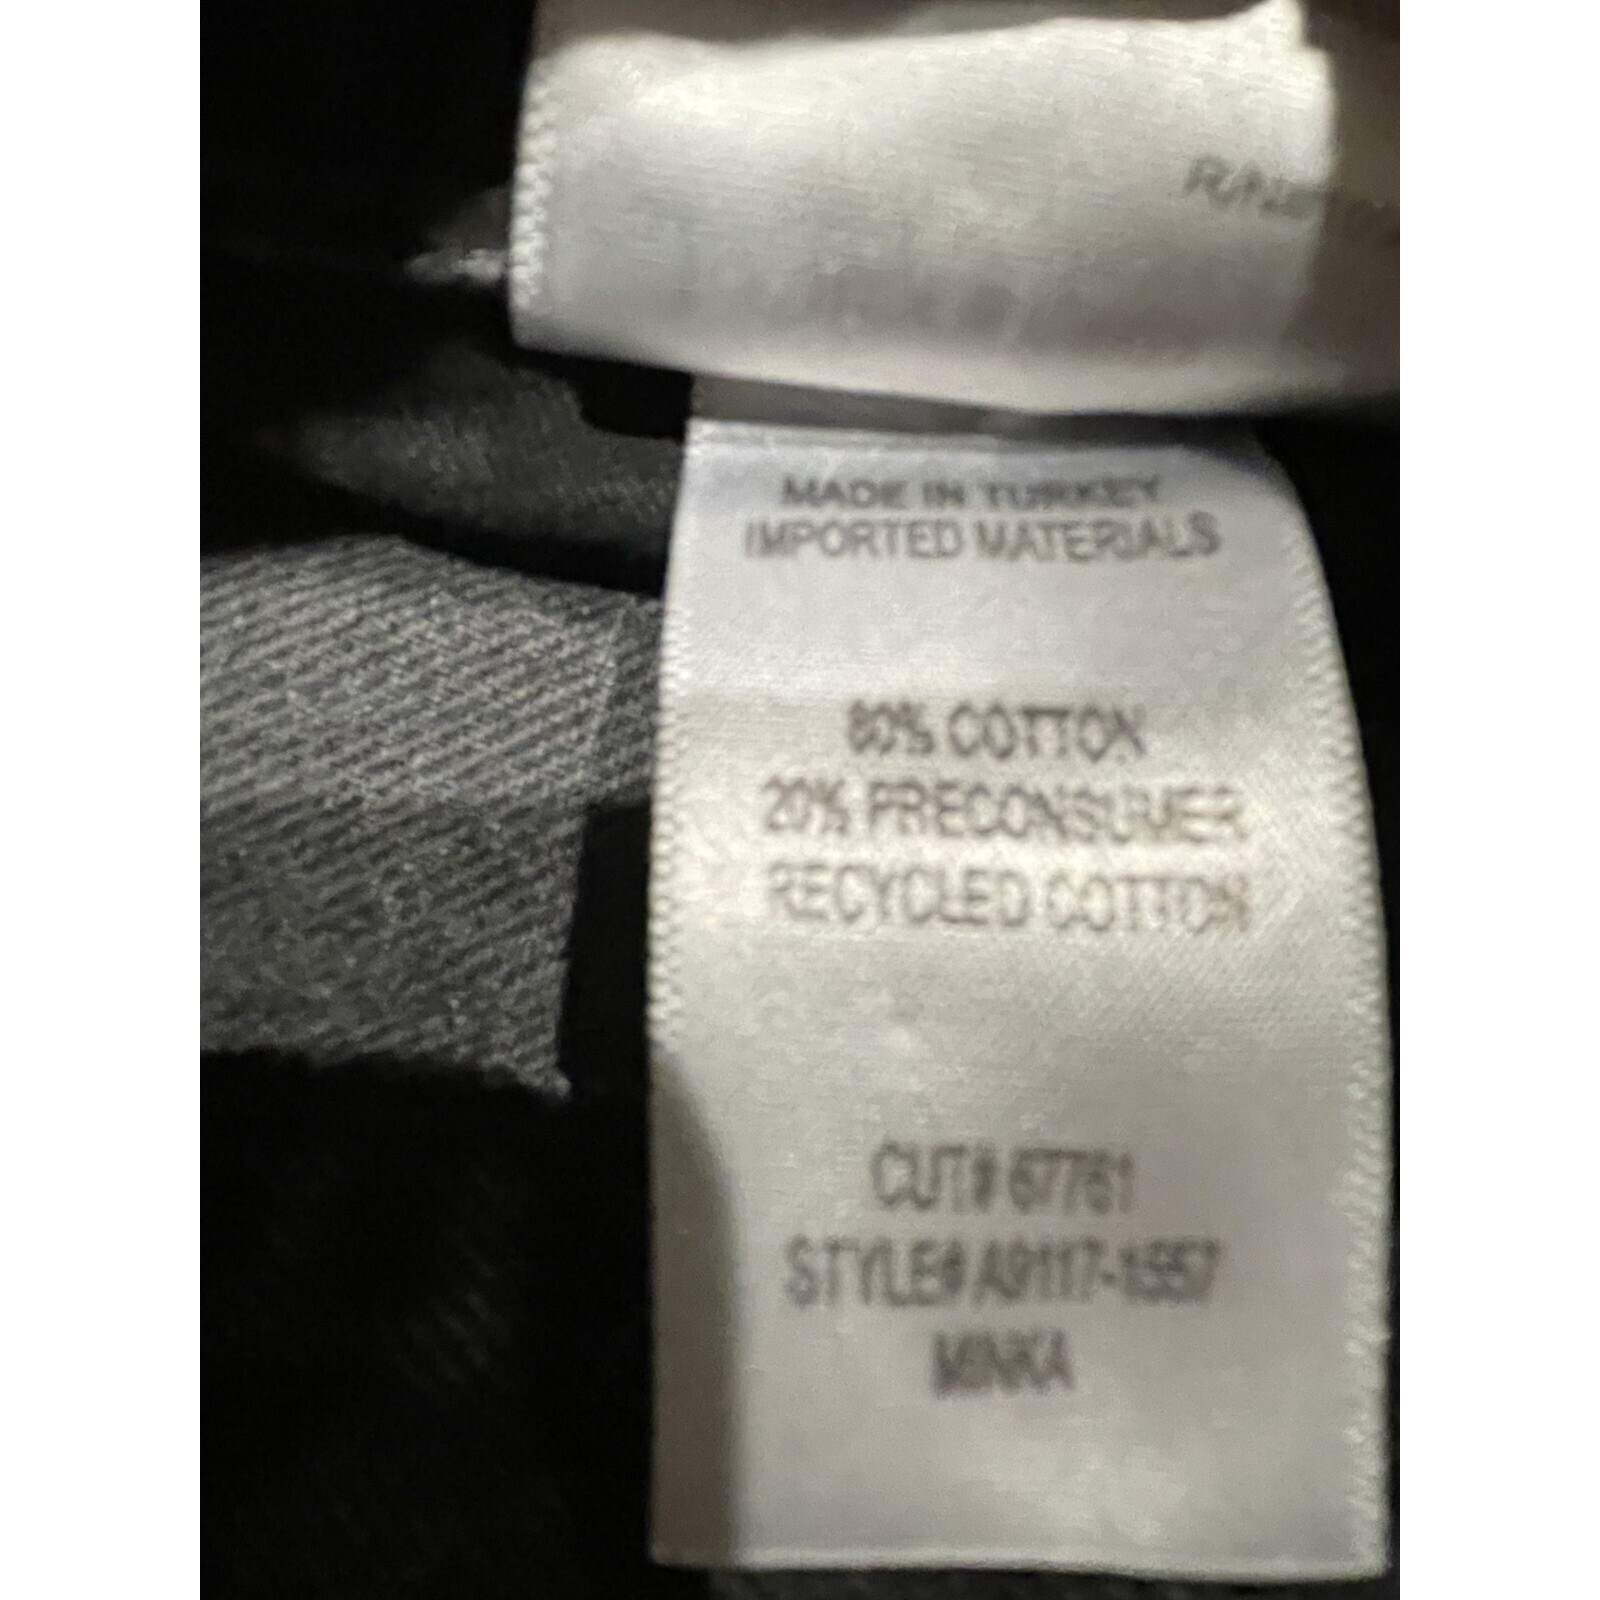 MADE IN TURKEY
IMPORTED MATERIALS
80% COTTON
20% PRECONSUMER
RECYCLED COTTON
CUT# 67761
STYLE# A9117-1557
MINKA